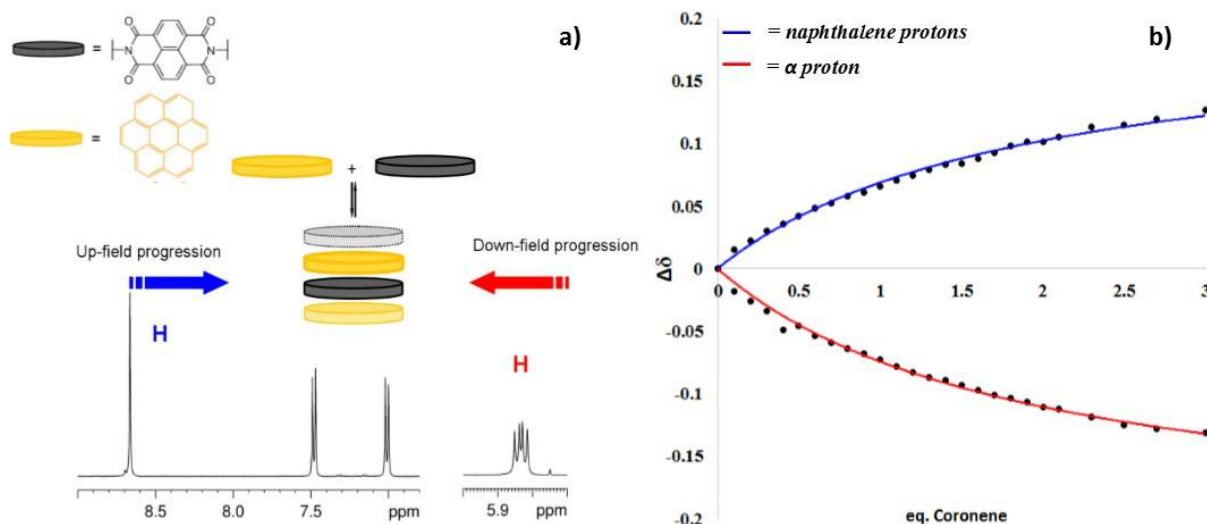 a)
=
O
O
N
N
O
O
=
+
Up-field progression
Down-field progression
H
H
8.5
8.0
7.5
ppm
5.9
ppm
b)
= naphthalene protons
= α proton
0.2
0.15
0.1
0.05
0
-0.05
-0.1
-0.15
-0.2
Δδ
0
0.5
1
1.5
2
2.5
3
eq. Coronene